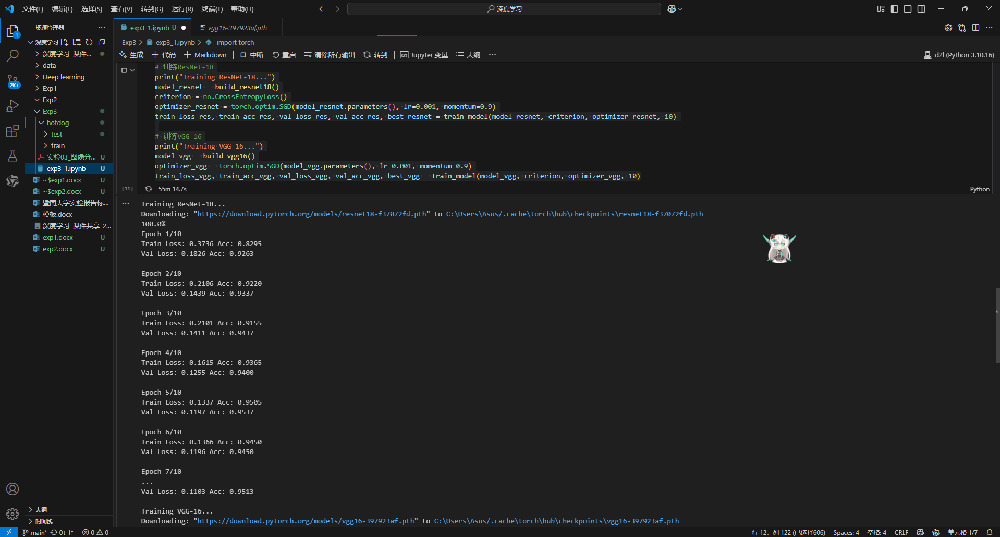 文件(F) 编辑(E) 选择(S) 查看(V) 转到(G) 运行(R) 终端(T) 帮助(H) 深度学习
资源管理器
exp3_1.ipynb U vgg16-397923af.pth
Exp3 > exp3_1.ipynb > import torch
生成 代码 Markdown 中断 重启 清除所有输出 转到 Jupyter 变量 大纲 d2l (Python 3.10.16)
1
2K+
深度学习
深度学习_课件...
data
Deep learning
Exp1
Exp2
Exp3
hotdog
test
train
实验03_图像分... U
exp3_1.ipynb U
~$exp1.docx U
~$exp2.docx U
暨南大学实验报告标...
模板.docx
深度学习_课件共享_2...
exp1.docx U
exp2.docx U
大纲
时间线
# 训练ResNet-18
print("Training ResNet-18...")
model_resnet = build_resnet18()
criterion = nn.CrossEntropyLoss()
optimizer_resnet = torch.optim.SGD(model_resnet.parameters(), lr=0.001, momentum=0.9)
train_loss_res, train_acc_res, val_loss_res, val_acc_res, best_resnet = train_model(model_resnet, criterion, optimizer_resnet, 10)
# 训练VGG-16
print("Training VGG-16...")
model_vgg = build_vgg16()
optimizer_vgg = torch.optim.SGD(model_vgg.parameters(), lr=0.001, momentum=0.9)
train_loss_vgg, train_acc_vgg, val_loss_vgg, val_acc_vgg, best_vgg = train_model(model_vgg, criterion, optimizer_vgg, 10)
[11] 55m 14.7s Python
Training ResNet-18...
Downloading: "https://download.pytorch.org/models/resnet18-f37072fd.pth" to C:\Users\Asus/.cache\torch\hub\checkpoints\resnet18-f37072fd.pth
100.0%
Epoch 1/10
Train Loss: 0.3736 Acc: 0.8295
Val Loss: 0.1826 Acc: 0.9263
Epoch 2/10
Train Loss: 0.2106 Acc: 0.9220
Val Loss: 0.1439 Acc: 0.9337
Epoch 3/10
Train Loss: 0.2101 Acc: 0.9155
Val Loss: 0.1411 Acc: 0.9437
Epoch 4/10
Train Loss: 0.1615 Acc: 0.9365
Val Loss: 0.1255 Acc: 0.9400
Epoch 5/10
Train Loss: 0.1337 Acc: 0.9505
Val Loss: 0.1197 Acc: 0.9537
Epoch 6/10
Train Loss: 0.1366 Acc: 0.9450
Val Loss: 0.1196 Acc: 0.9450
Epoch 7/10
...
Val Loss: 0.1103 Acc: 0.9513
Training VGG-16...
Downloading: "https://download.pytorch.org/models/vgg16-397923af.pth" to C:\Users\Asus/.cache\torch\hub\checkpoints\vgg16-397923af.pth
main* 0↓ 1↑ 0 0 行 12，列 122 (已选择606) Spaces: 4 空格: 4 CRLF 单元格 1/7